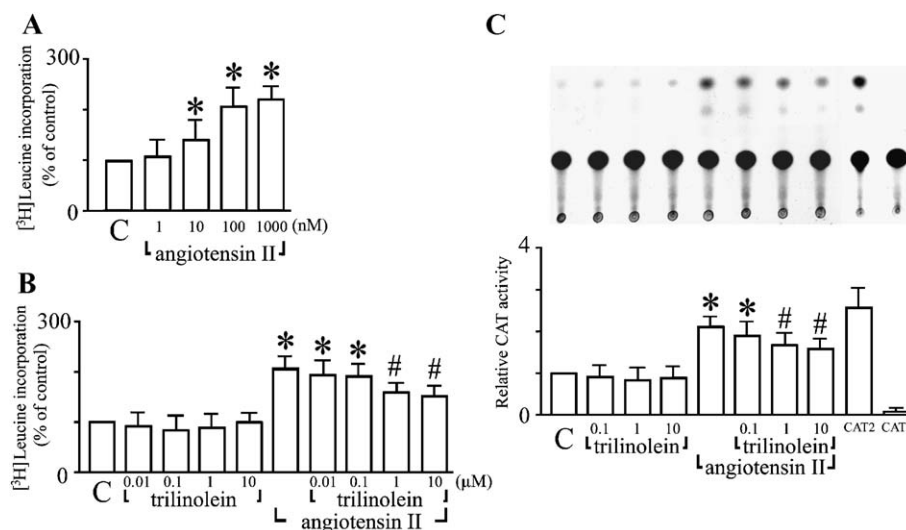 A
[³H]Leucine incorporation
(% of control)
300
0
* * *
C 1 10 100 1000 (nM)
angiotensin II
B
[³H]Leucine incorporation
(% of control)
300
0
* * * # #
C 0.01 0.1 1 10 0.01 0.1 1 10 (μM)
trilinolein trilinolein
angiotensin II
C
Relative CAT activity
4
2
0
* * # #
C 0.1 1 10 0.1 1 10 CAT2 CAT
trilinolein trilinolein
angiotensin II